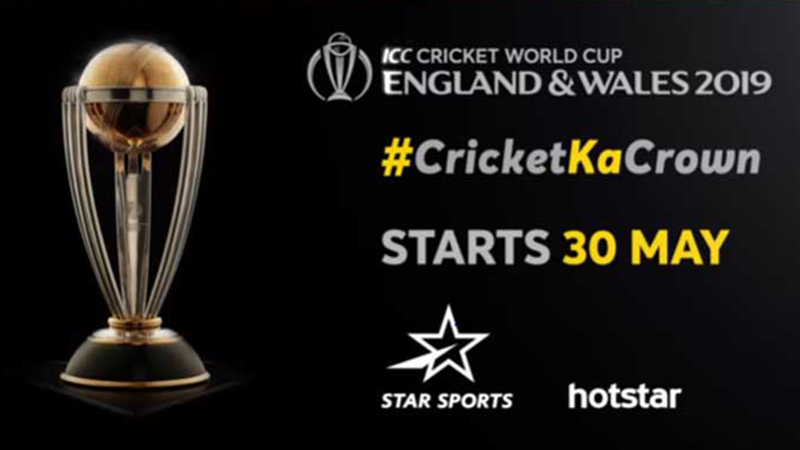 ICC CRICKET WORLD CUP
ENGLAND & WALES 2019
#CricketKaCrown
STARTS 30 MAY
STAR SPORTS
hotstar